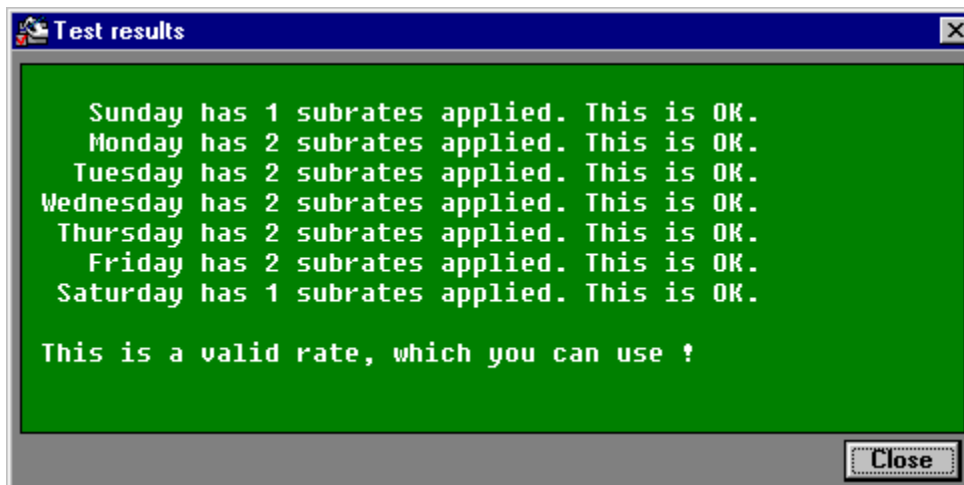 Test results
Sunday has 1 subrates applied. This is OK.
Monday has 2 subrates applied. This is OK.
Tuesday has 2 subrates applied. This is OK.
Wednesday has 2 subrates applied. This is OK.
Thursday has 2 subrates applied. This is OK.
Friday has 2 subrates applied. This is OK.
Saturday has 1 subrates applied. This is OK.
This is a valid rate, which you can use !
Close